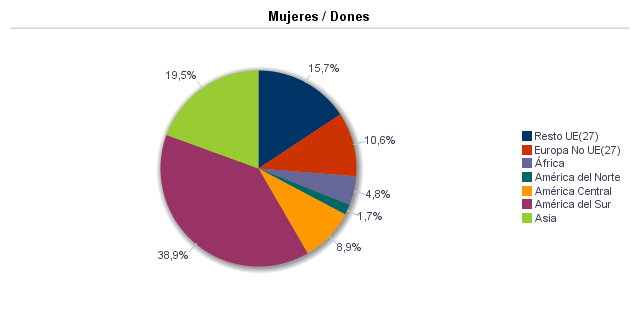 Mujeres / Dones
19,5%
15,7%
10,6%
4,8%
1,7%
8,9%
38,9%
Resto UE(27)
Europa No UE(27)
África
América del Norte
América Central
América del Sur
Asia